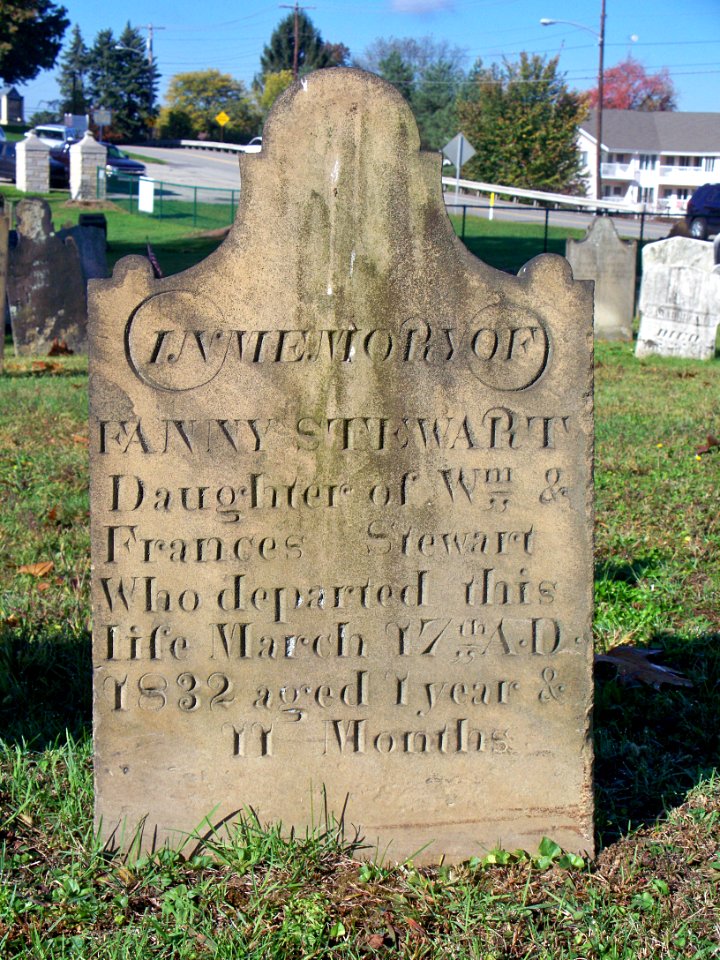 IN MEMORY OF
FANNY STEWART
Daughter of Wm &
Frances Stewart
Who departed this
life March 17th A.D.
1832 aged 1 year &
11 Months